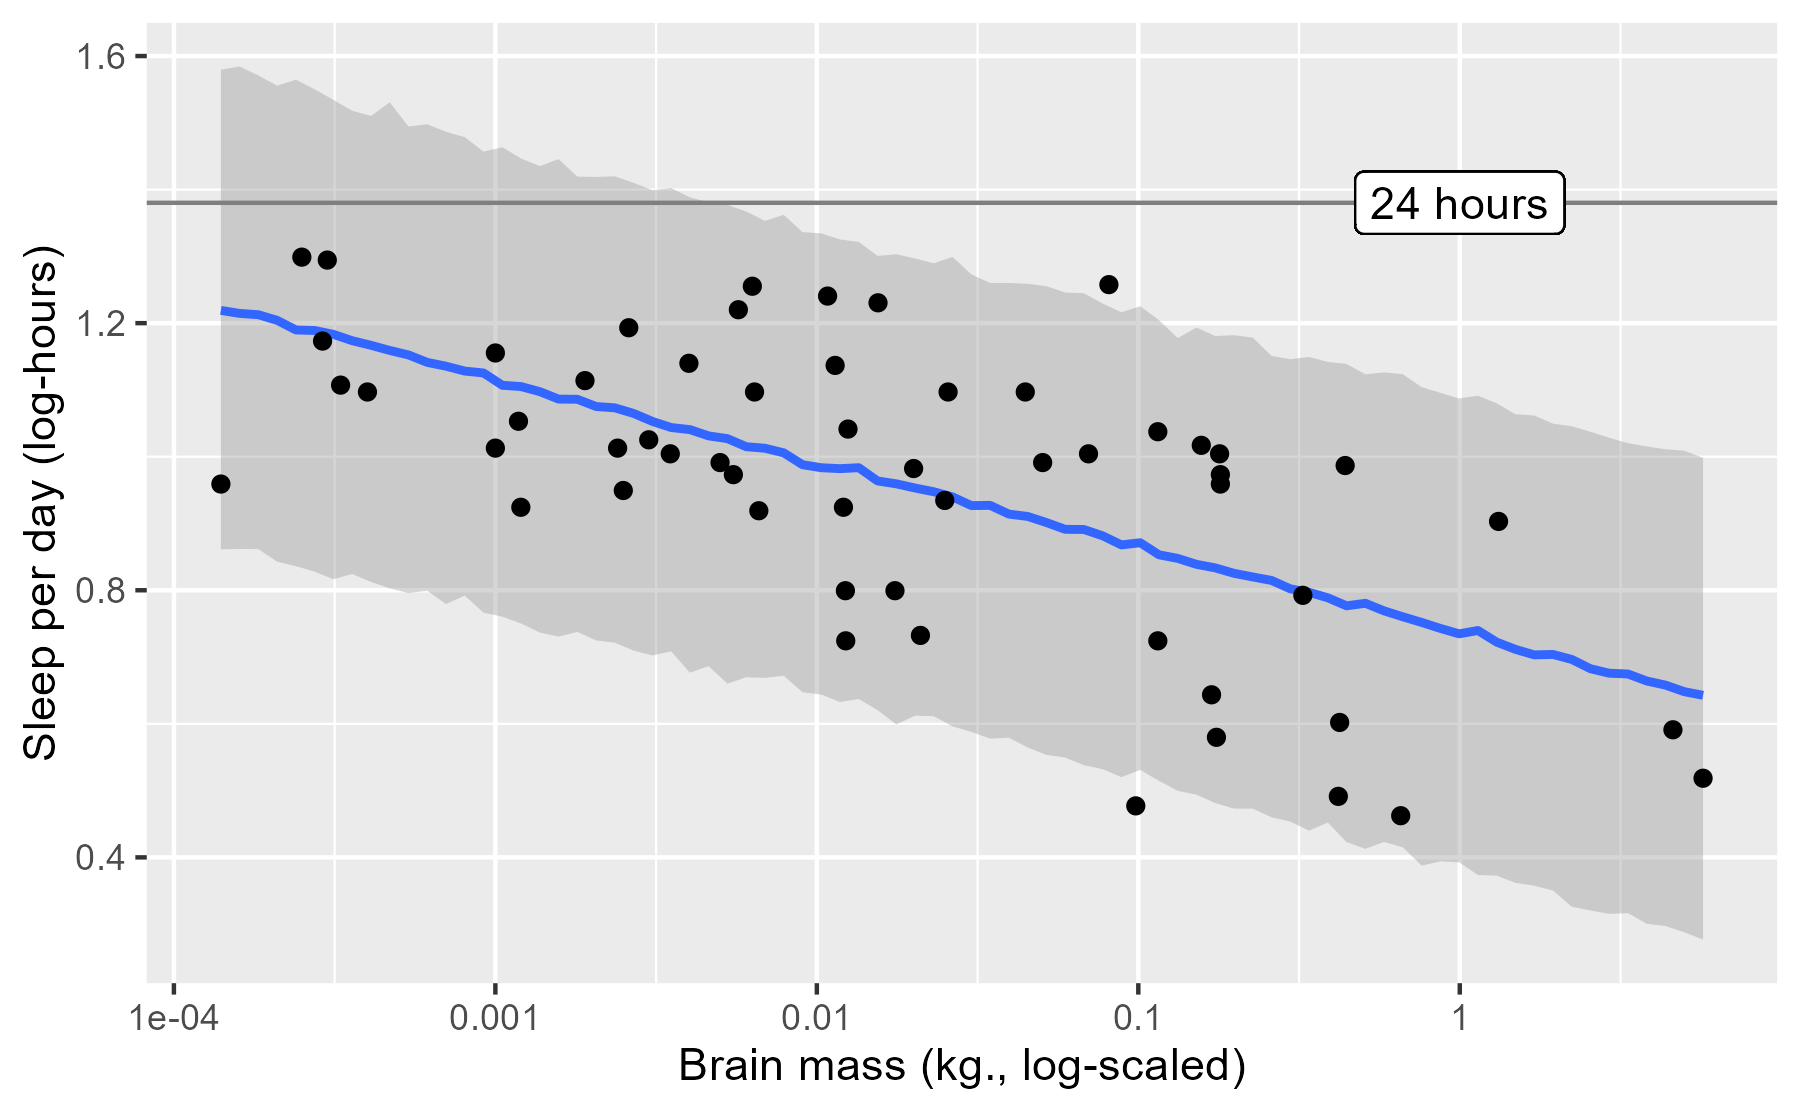 Sleep per day (log-hours)
1.6
1.2
0.8
0.4
24 hours
1e-04 0.001 0.01 0.1 1
Brain mass (kg., log-scaled)